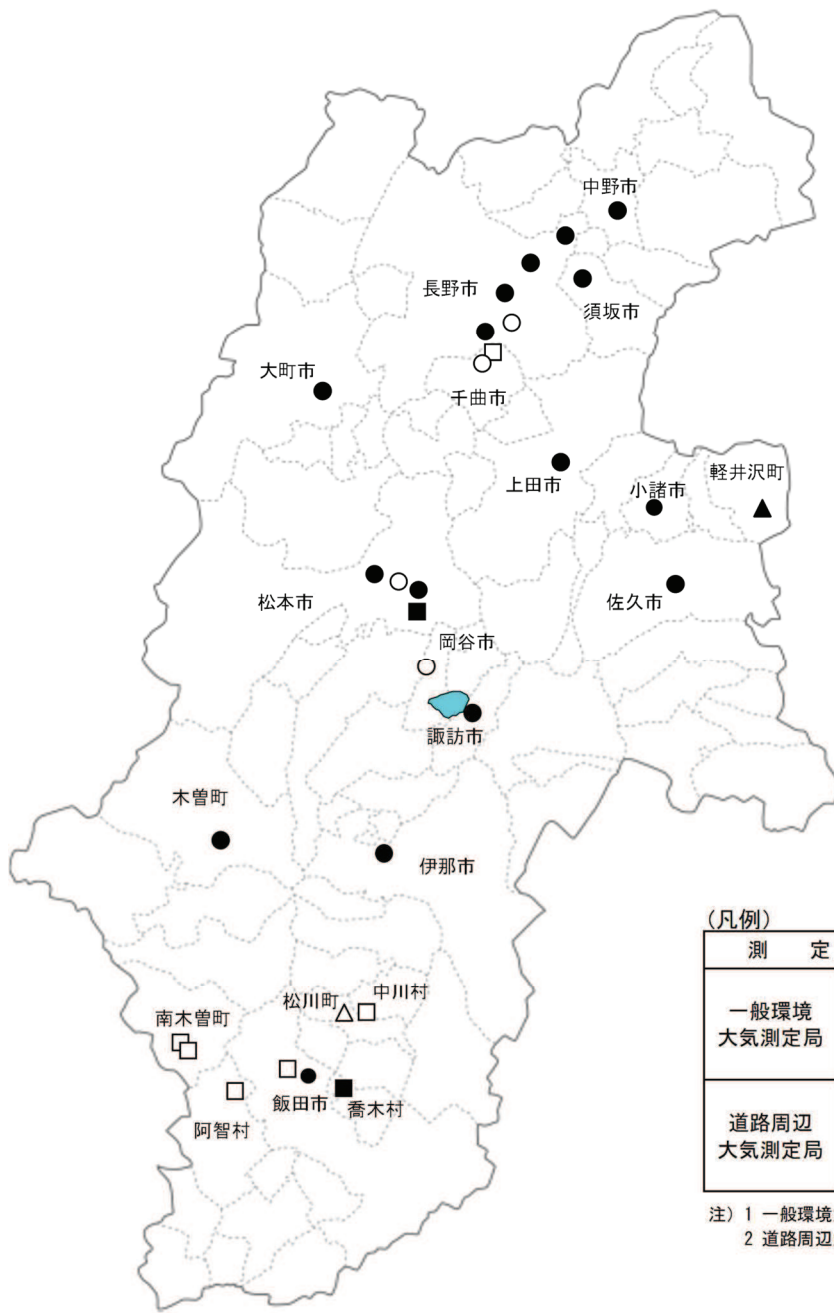 中野市
長野市
須坂市
大町市
千曲市
上田市
小諸市
軽井沢町
松本市
佐久市
岡谷市
諏訪市
木曽町
伊那市
松川町
中川村
南木曽町
飯田市
喬木村
阿智村
(凡例)
測 定
一般環境
大気測定局
道路周辺
大気測定局
注) 1 一般環境
2 道路周辺